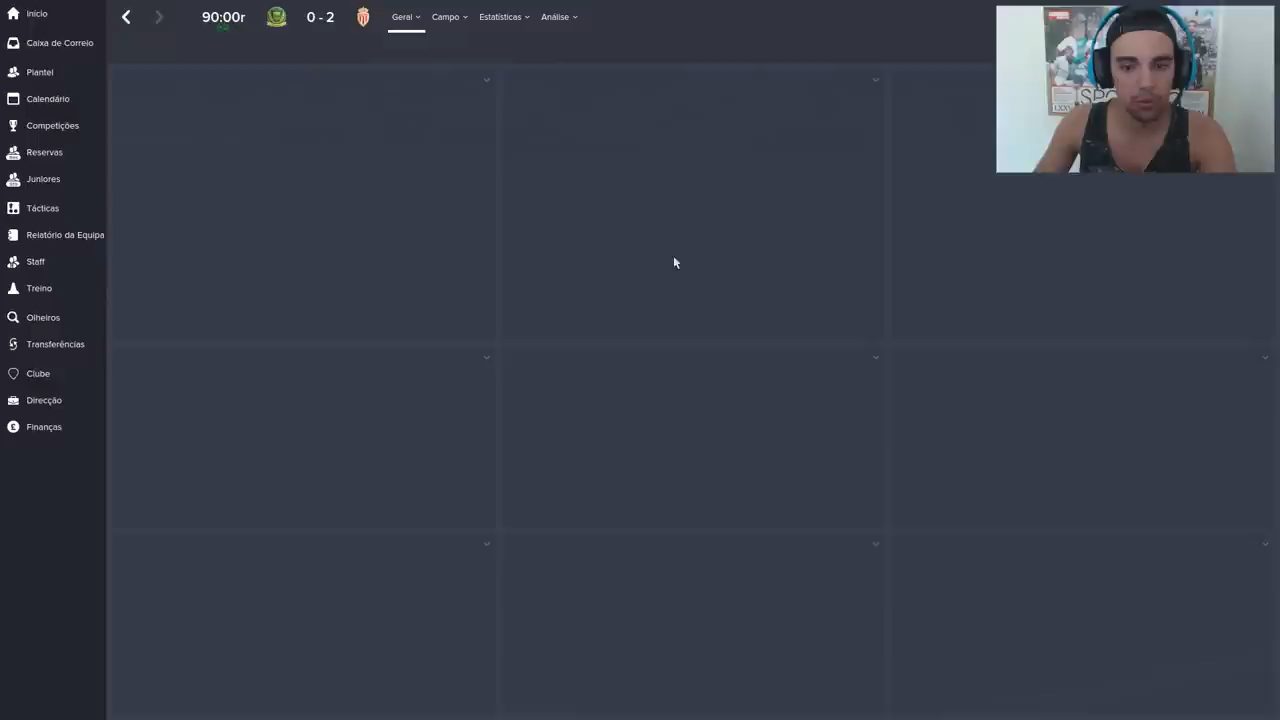 Início
Caixa de Correio
Plantel
Calendário
Competições
Reservas
Juniores
Tácticas
Relatório da Equipa
Staff
Treino
Olheiros
Transferências
Clube
Direcção
Finanças
90:00r
0 - 2
Geral
Campo
Estatísticas
Análise
SPO